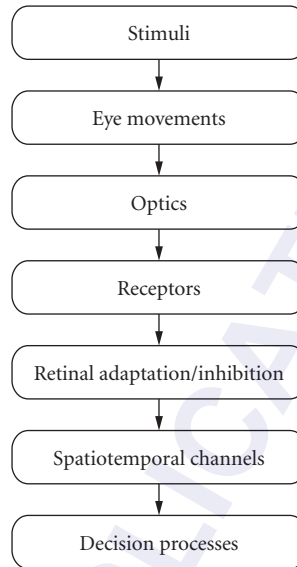 Stimuli
Eye movements
Optics
Receptors
Retinal adaptation/inhibition
Spatiotemporal channels
Decision processes